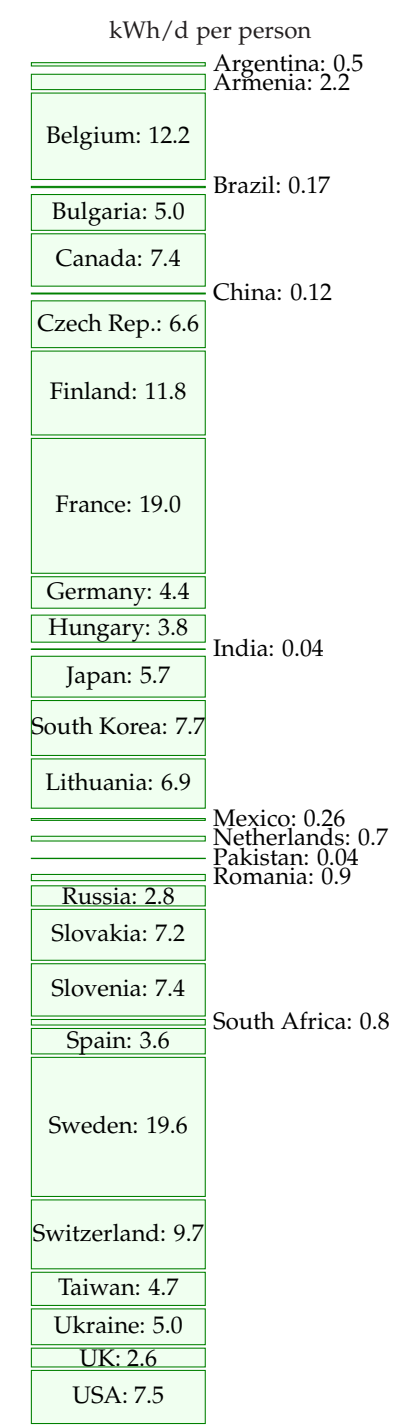 kWh/d per person
Argentina: 0.5
Armenia: 2.2
Belgium: 12.2
Brazil: 0.17
Bulgaria: 5.0
Canada: 7.4
China: 0.12
Czech Rep.: 6.6
Finland: 11.8
France: 19.0
Germany: 4.4
Hungary: 3.8
India: 0.04
Japan: 5.7
South Korea: 7.7
Lithuania: 6.9
Mexico: 0.26
Netherlands: 0.7
Pakistan: 0.04
Romania: 0.9
Russia: 2.8
Slovakia: 7.2
Slovenia: 7.4
South Africa: 0.8
Spain: 3.6
Sweden: 19.6
Switzerland: 9.7
Taiwan: 4.7
Ukraine: 5.0
UK: 2.6
USA: 7.5